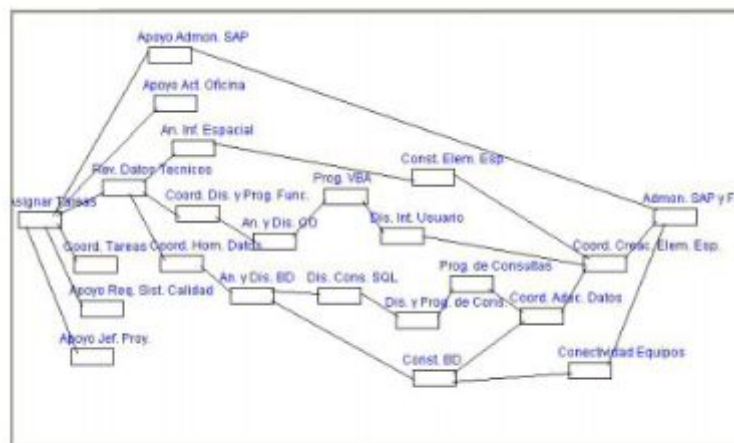 Apoyo Admon. SAP
Apoyo Act. Oficina
An. Inf. Espacial
Const. Elem. Esp.
Rev. Datos Tecnicos
Prog. VBA
Asignar Tareas
Coord. Dis. y Prog. Func.
Admon. SAP y F
An. y Dis. OO
Dis. Int. Usuario
Coord. Tareas
Coord. Hom. Datos
Coord. Creac. Elem. Esp.
An. y Dis. BD
Dis. Cons. SQL
Prog. de Consultas
Apoyo Req. Sist. Calidad
Dis. y Prog. de Cons.
Coord. Adec. Datos
Apoyo Jef. Proy.
Const. BD
Conectividad Equipos